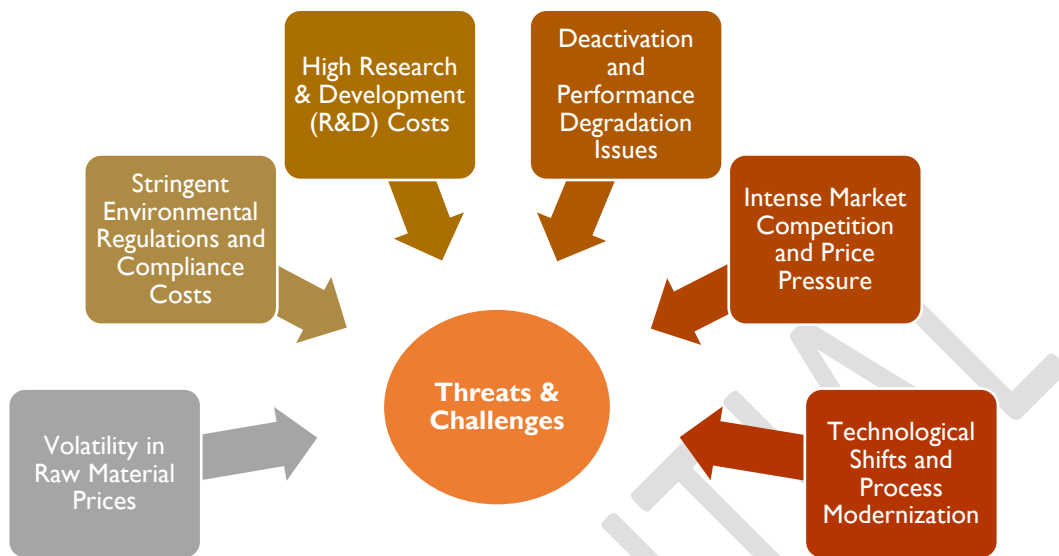 High Research
& Development
(R&D) Costs
Deactivation
and
Performance
Degradation
Issues
Stringent
Environmental
Regulations and
Compliance
Costs
Intense Market
Competition
and Price
Pressure
Threats &
Challenges
Volatility in
Raw Material
Prices
Technological
Shifts and
Process
Modernization